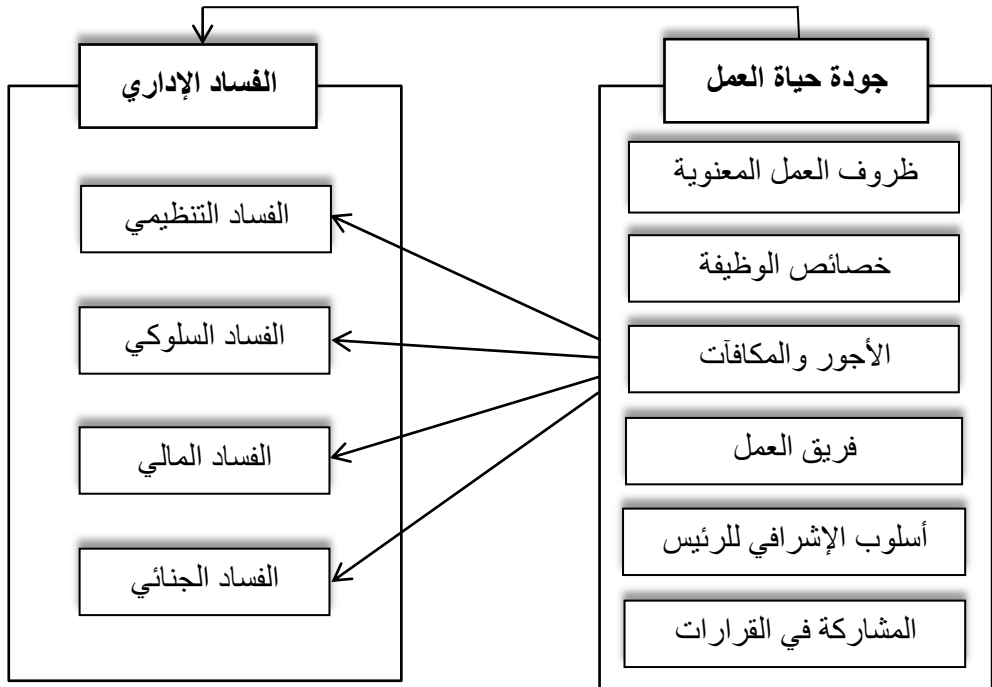 جودة حياة العمل
ظروف العمل المعنوية
خصائص الوظيفة
الأجور والمكافآت
فريق العمل
أسلوب الإشرافي للرئيس
المشاركة في القرارات
الفساد الإداري
الفساد التنظيمي
الفساد السلوكي
الفساد المالي
الفساد الجنائي